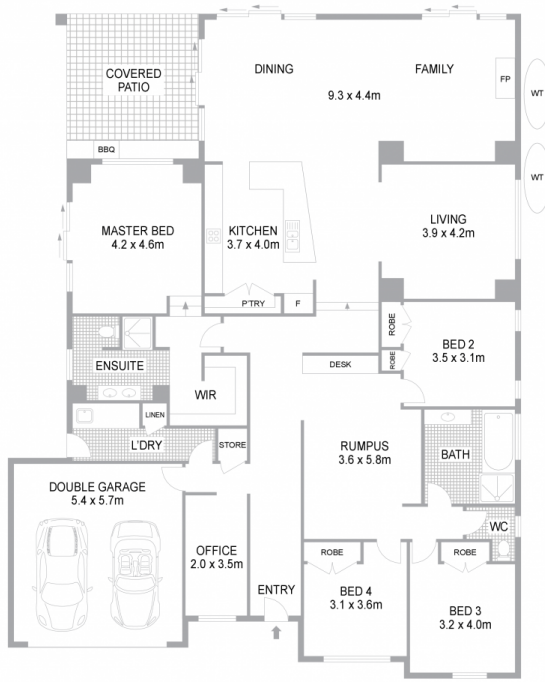 DINING
FAMILY
COVERED
PATIO
FP
9.3 x 4.4m
WT
BBQ
WT
MASTER BED
4.2 x 4.6m
KITCHEN
3.7 x 4.0m
LIVING
3.9 x 4.2m
P'TRY
F
ROBE
BED 2
3.5 x 3.1m
ENSUITE
DESK
ROBE
WIR
LINEN
L'DRY
STORE
RUMPUS
3.6 x 5.8m
BATH
DOUBLE GARAGE
5.4 x 5.7m
WC
OFFICE
2.0 x 3.5m
ROBE
ROBE
ENTRY
BED 4
3.1 x 3.6m
BED 3
3.2 x 4.0m